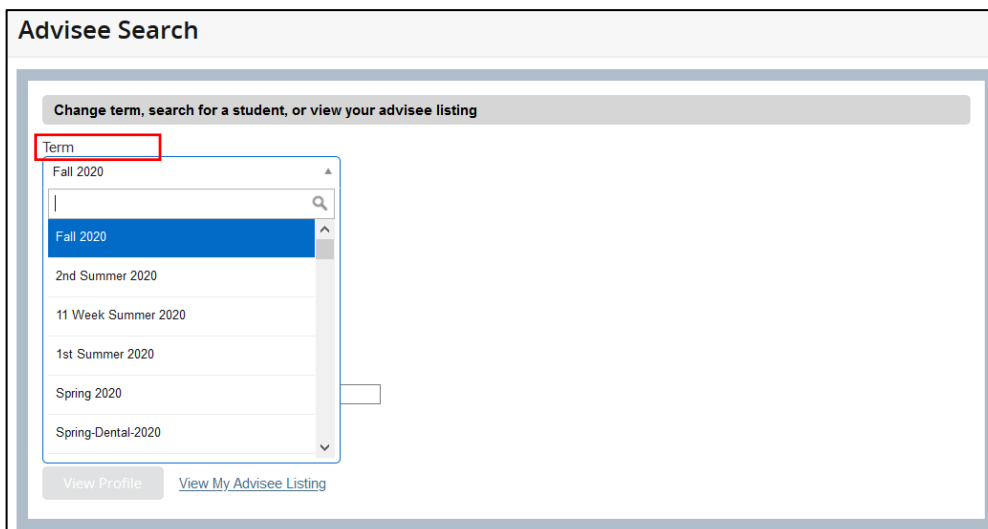 Advisee Search
Change term, search for a student, or view your advisee listing
Term
Fall 2020
Fall 2020
2nd Summer 2020
11 Week Summer 2020
1st Summer 2020
Spring 2020
Spring-Dental-2020
View Profile View My Advisee Listing